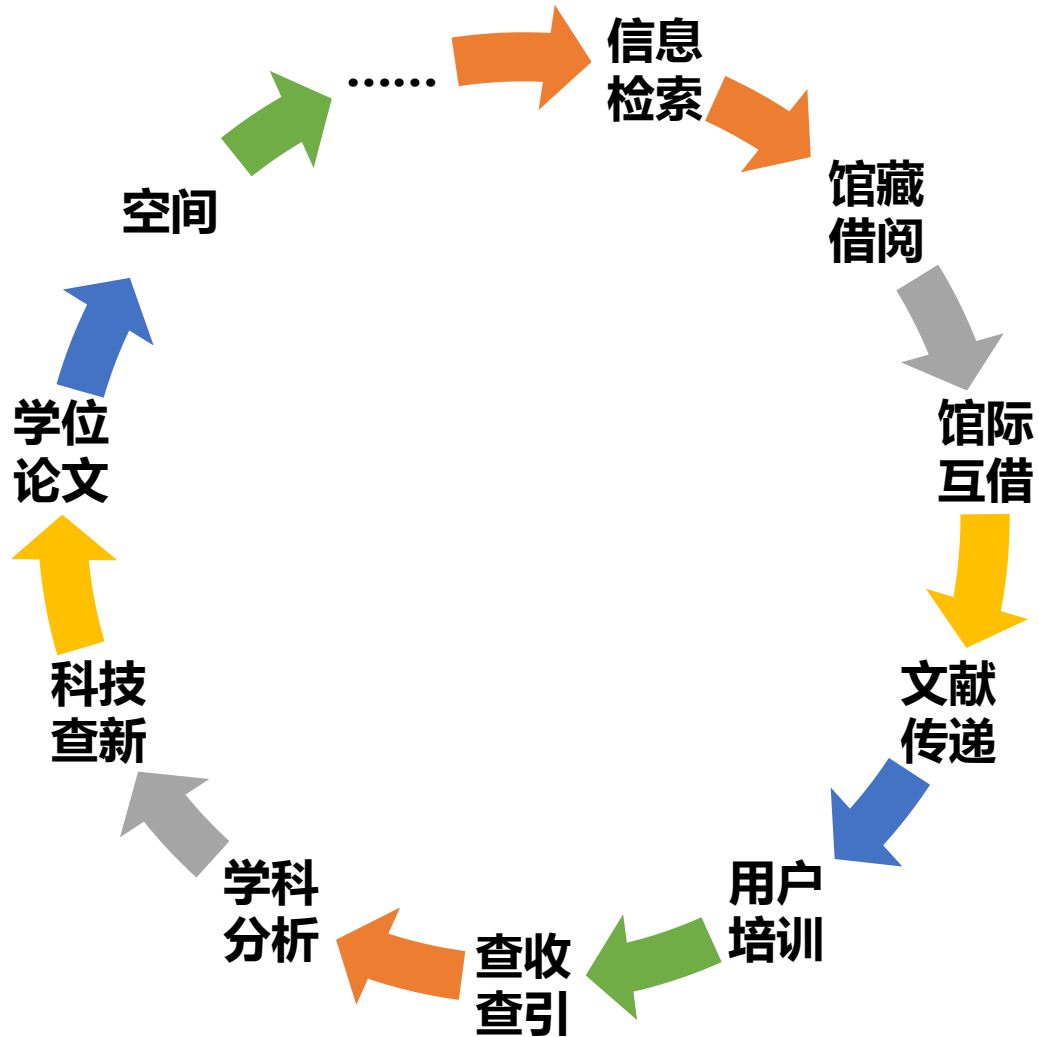 信息
检索
馆藏
借阅
馆际
互借
文献
传递
用户
培训
查收
查引
学科
分析
科技
查新
学位
论文
空间
……